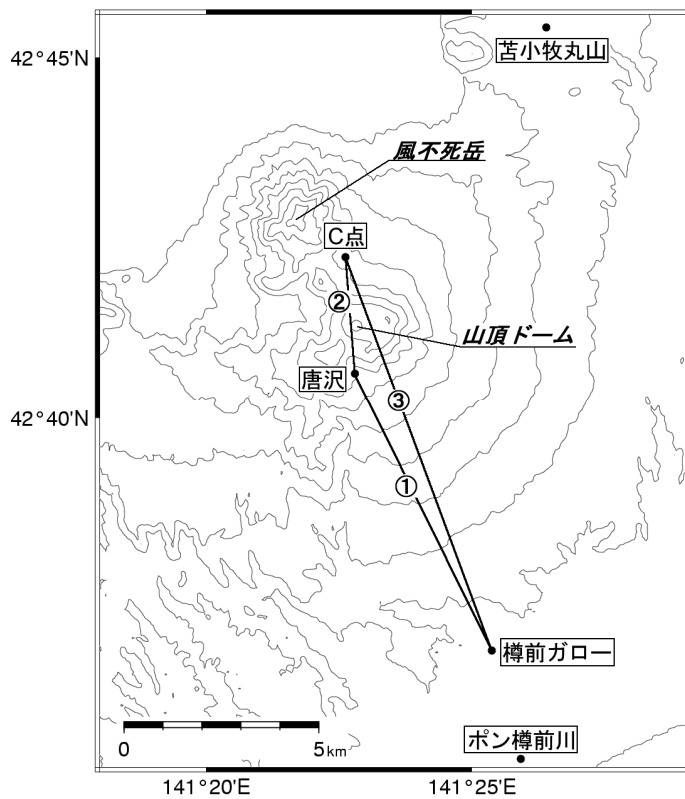 42°45'N
苫小牧丸山
風不死岳
C点
②
山頂ドーム
唐沢
③
42°40'N
①
樽前ガロー
ポン樽前川
0 5km
141°20'E 141°25'E